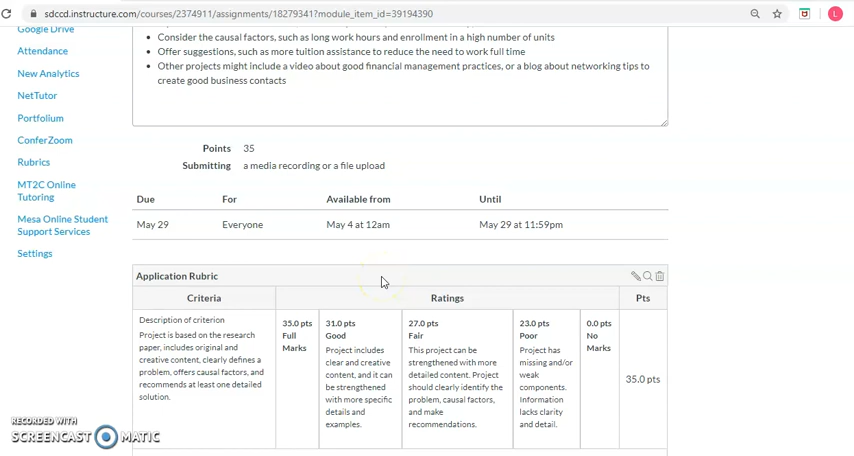 sdccd.instructure.com/courses/2374911/assignments/18279341?module_item_id=39194390
L
Google Drive
Attendance
New Analytics
NetTutor
Portfolium
ConferZoom
Rubrics
MT2C Online
Tutoring
Mesa Online Student
Support Services
Settings
Consider the causal factors, such as long work hours and enrollment in a high number of units
Offer suggestions, such as more tuition assistance to reduce the need to work full time
Other projects might include a video about good financial management practices, or a blog about networking tips to
create good business contacts
Points 35
Submitting a media recording or a file upload
Due For Available from Until
May 29 Everyone May 4 at 12am May 29 at 11:59pm
Application Rubric
Criteria Ratings Pts
Description of criterion
Project is based on the research
paper, includes original and
creative content, clearly defines a
problem, offers causal factors, and
recommends at least one detailed
solution.
35.0 pts
Full
Marks
31.0 pts
Good
Project includes
clear and creative
content, and it can
be strengthened
with more specific
details and
examples.
27.0 pts
Fair
This project can be
strengthened with more
detailed content. Project
should clearly identify the
problem, causal factors,
and make
recommendations.
23.0 pts
Poor
Project has
missing and/or
weak
components.
Information
lacks clarity
and detail.
0.0 pts
No
Marks
35.0 pts
RECORDED WITH
SCREENCAST MATIC